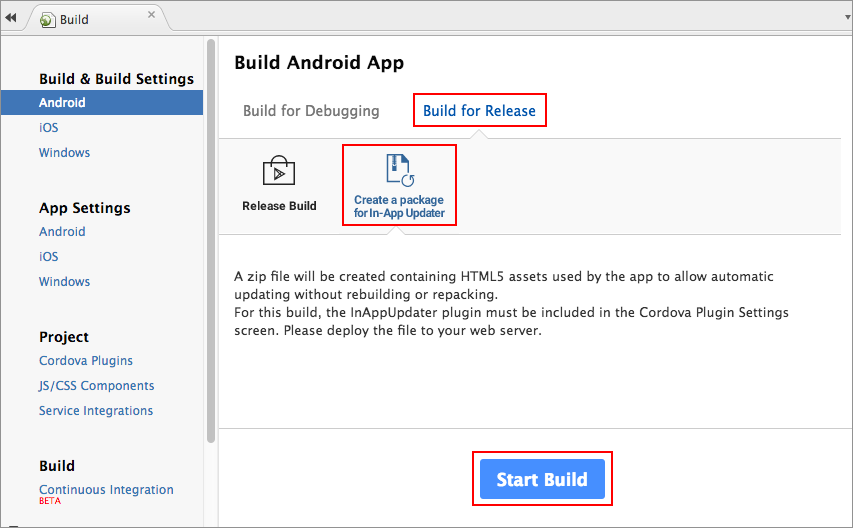 Build
Build & Build Settings
Android
iOS
Windows
App Settings
Android
iOS
Windows
Project
Cordova Plugins
JS/CSS Components
Service Integrations
Build
Continuous Integration
BETA
Build Android App
Build for Debugging
Build for Release
Release Build
Create a package
for In-App Updater
A zip file will be created containing HTML5 assets used by the app to allow automatic
updating without rebuilding or repacking.
For this build, the InAppUpdater plugin must be included in the Cordova Plugin Settings
screen. Please deploy the file to your web server.
Start Build